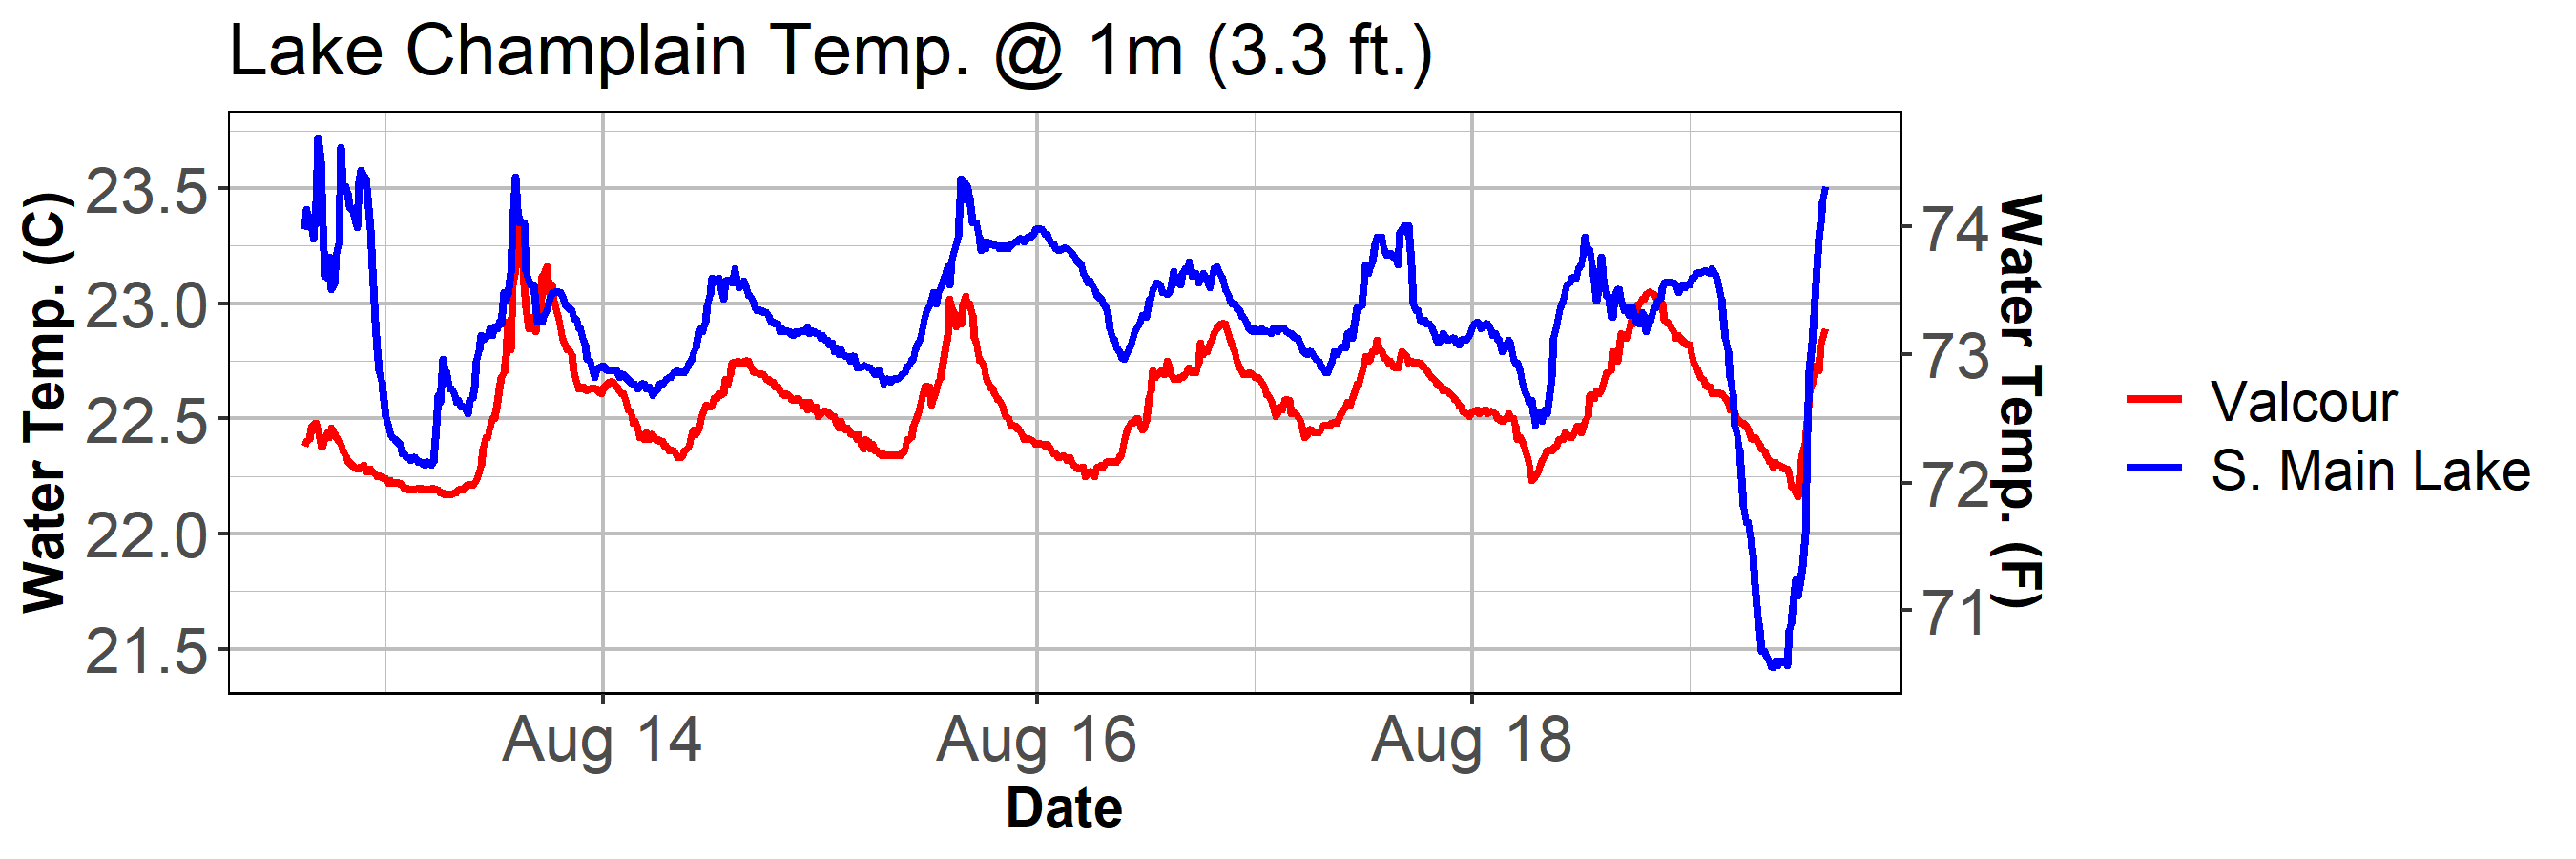 Lake Champlain Temp. @ 1m (3.3 ft.)
Water Temp. (C)
23.5
23.0
22.5
22.0
21.5
74
73
72
71
Water Temp. (F)
Aug 14
Aug 16
Aug 18
Date
Valcour
S. Main Lake